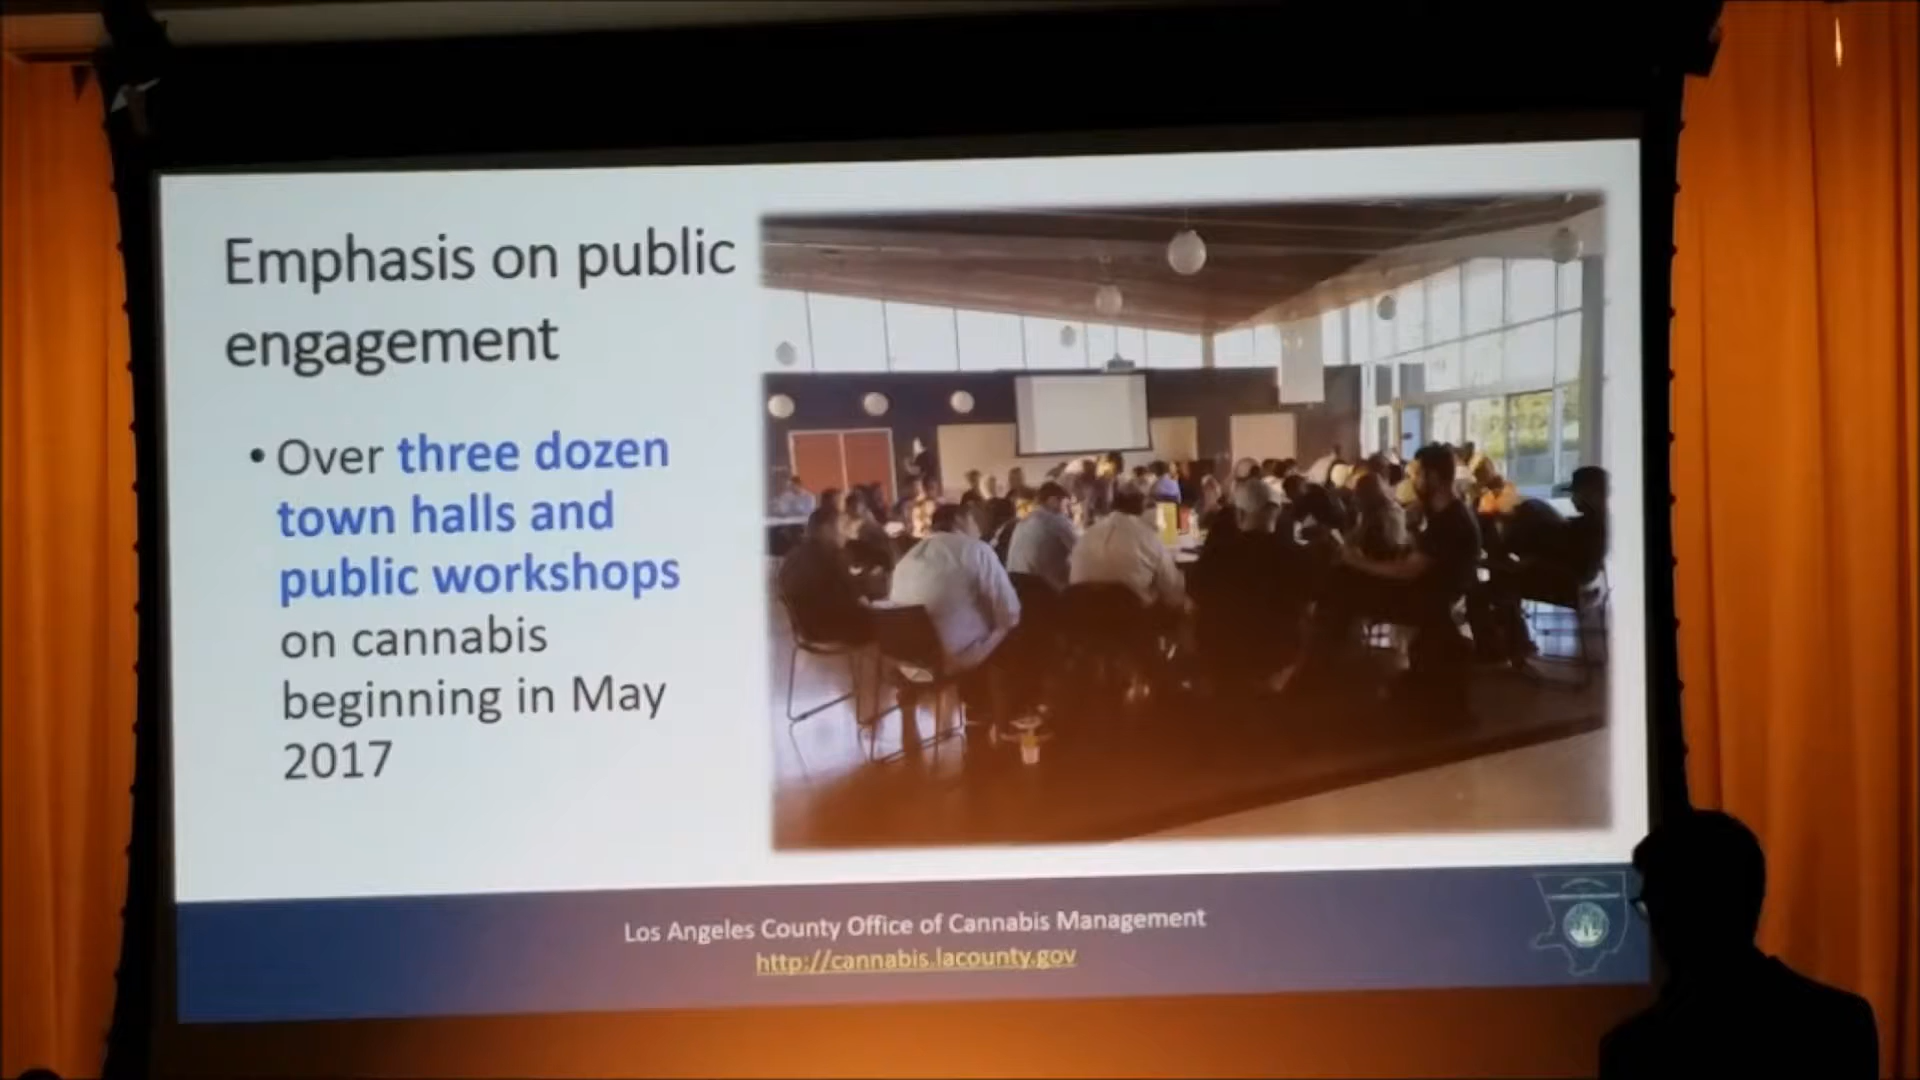 Emphasis on public
engagement
• Over three dozen
town halls and
public workshops
on cannabis
beginning in May
2017
Los Angeles County Office of Cannabis Management
http://cannabis.lacounty.gov